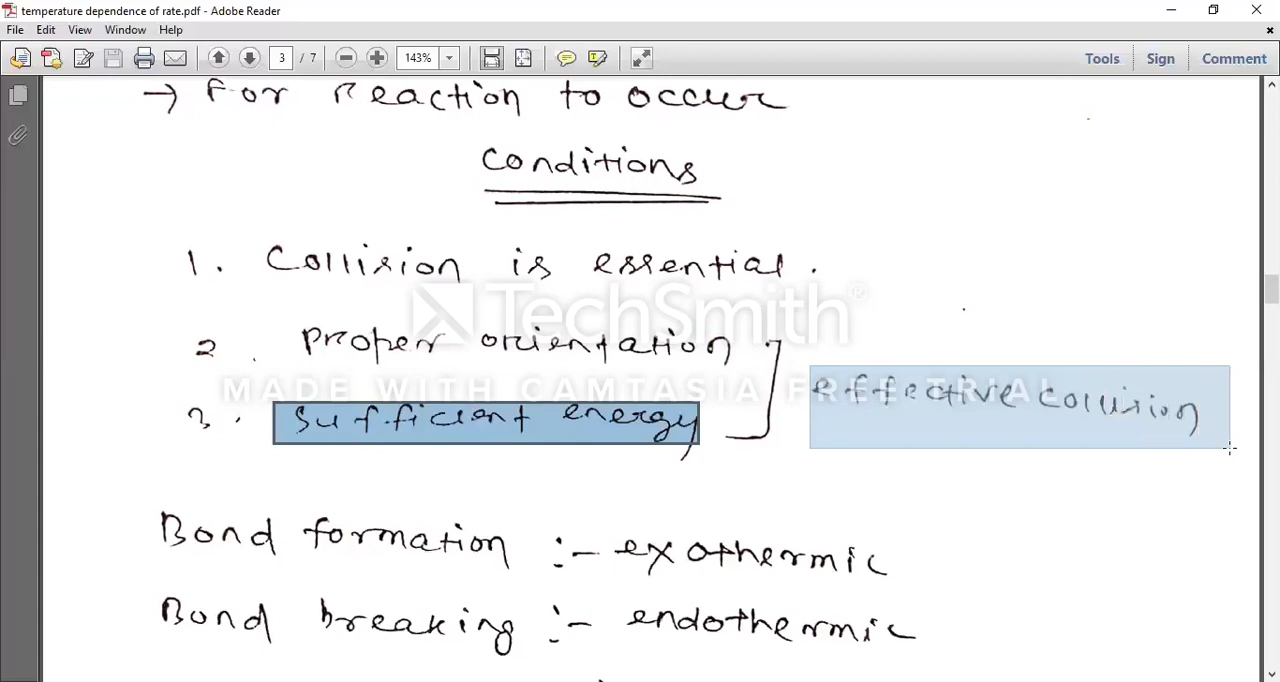 temperature dependence of rate.pdf - Adobe Reader
File Edit View Window Help
3 / 7 143% Tools Sign Comment
→ For Reaction to occur
Conditions
1. Collision is essential.
2. Proper orientation
effective collision
3. Sufficient energy
Bond formation :- exothermic
Bond breaking :- endothermic
TechSmith®
MADE WITH CAMTASIA FREE TRIAL